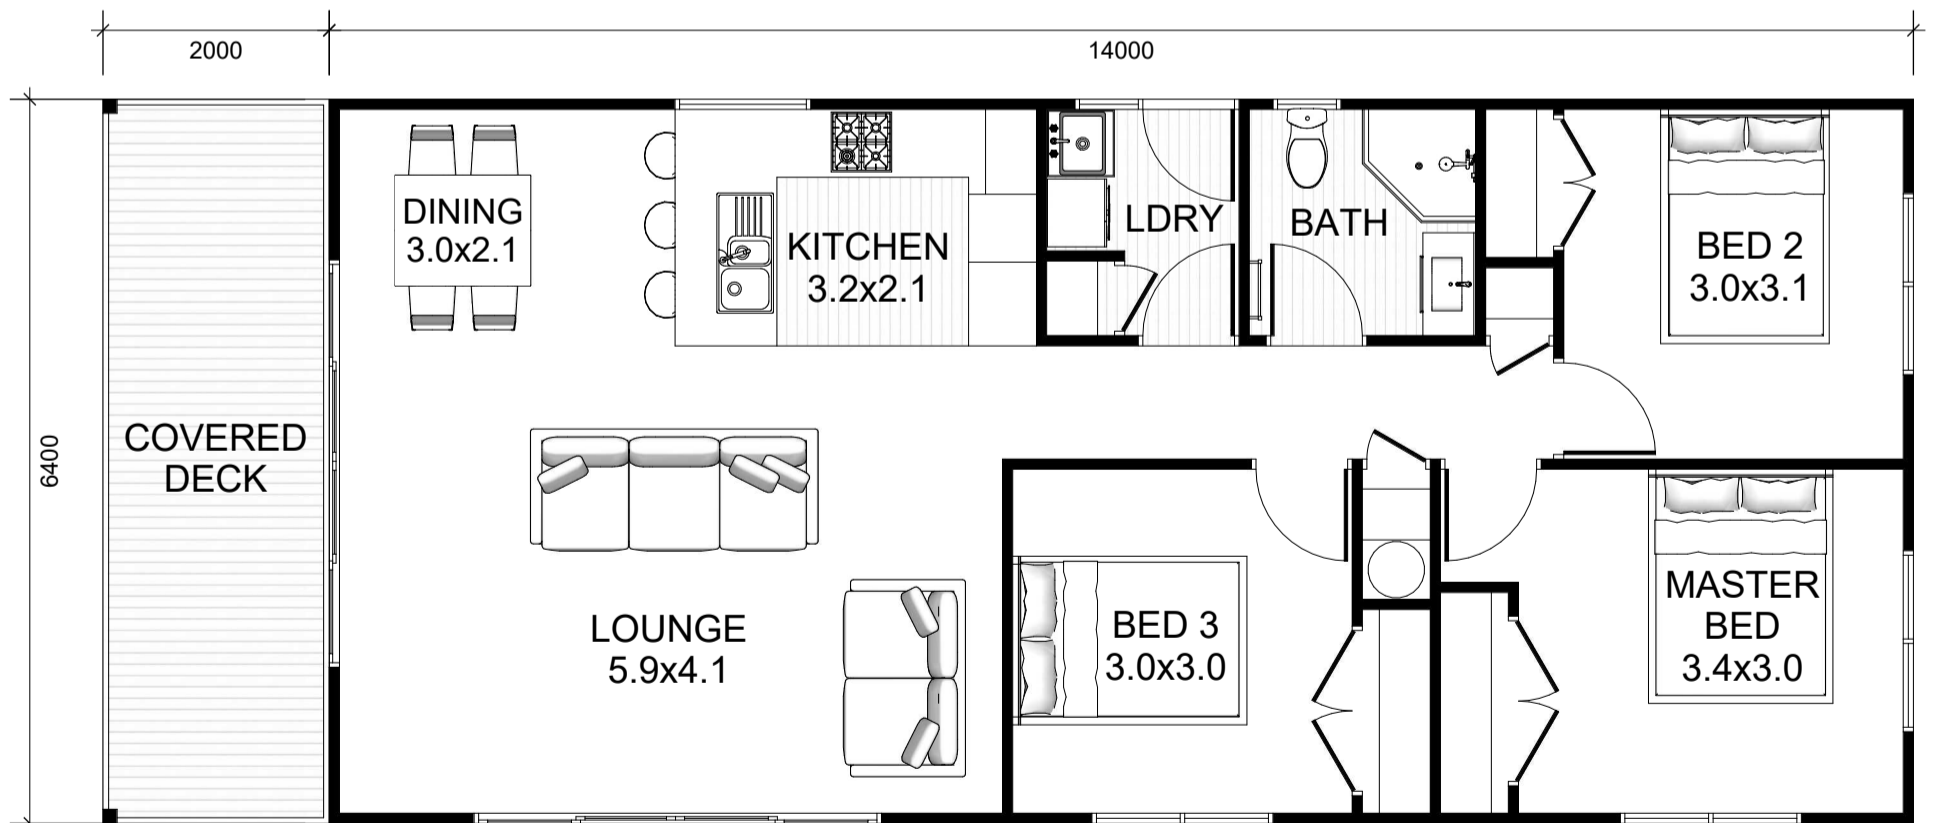 2000
14000
6400
DINING
3.0x2.1
KITCHEN
3.2x2.1
LDRY
BATH
BED 2
3.0x3.1
COVERED
DECK
LOUNGE
5.9x4.1
BED 3
3.0x3.0
MASTER
BED
3.4x3.0